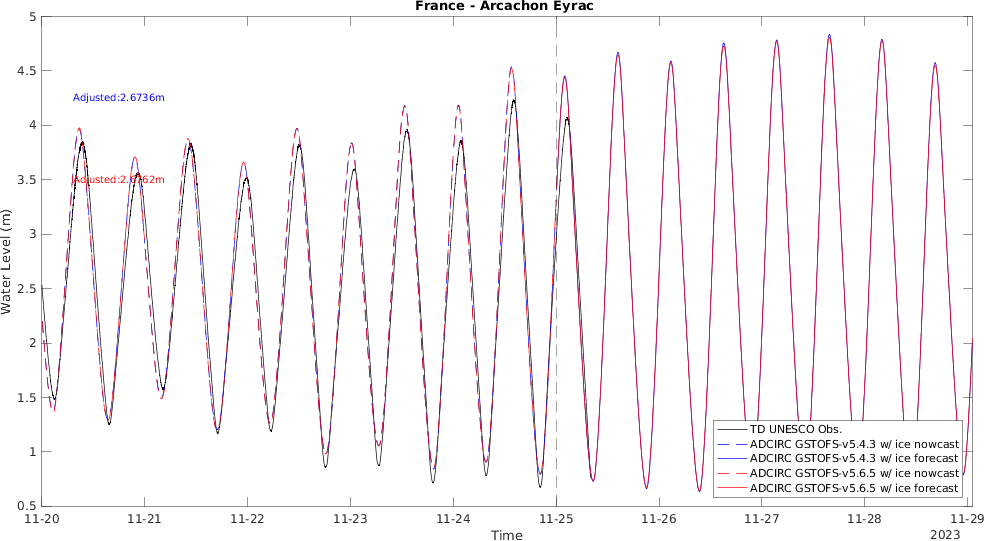 France - Arcachon Eyrac
5
4.5
4
3.5
3
2.5
2
1.5
1
0.5
Water Level (m)
Adjusted:2.6736m
Adjusted:2.6762m
TD UNESCO Obs.
ADCIRC GSTOFS-v5.4.3 w/ ice nowcast
ADCIRC GSTOFS-v5.4.3 w/ ice forecast
ADCIRC GSTOFS-v5.6.5 w/ ice nowcast
ADCIRC GSTOFS-v5.6.5 w/ ice forecast
11-20 11-21 11-22 11-23 11-24 11-25 11-26 11-27 11-28 11-29
Time
2023